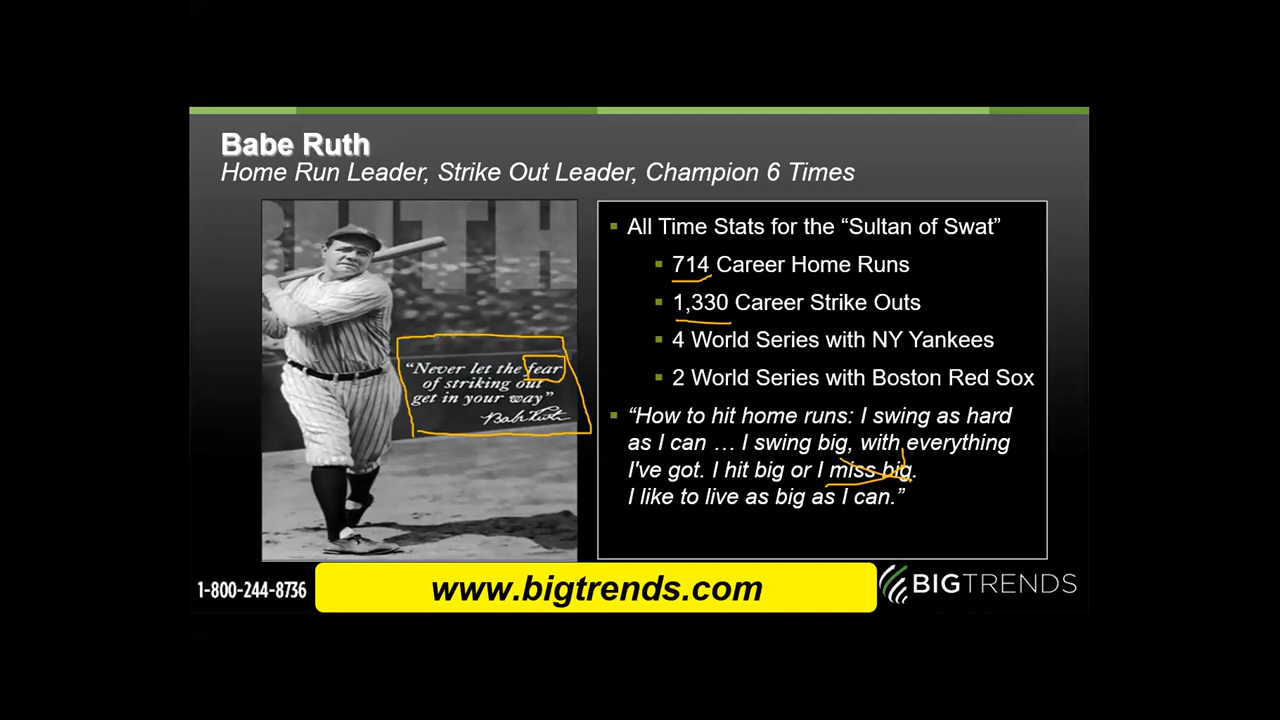 Babe Ruth
Home Run Leader, Strike Out Leader, Champion 6 Times
RUTH
“Never let the fear
of striking out
get in your way”
Babe Ruth
▪ All Time Stats for the “Sultan of Swat”
▪ 714 Career Home Runs
▪ 1,330 Career Strike Outs
▪ 4 World Series with NY Yankees
▪ 2 World Series with Boston Red Sox
▪ “How to hit home runs: I swing as hard
as I can … I swing big, with everything
I've got. I hit big or I miss big.
I like to live as big as I can.”
1-800-244-8736
www.bigtrends.com
BIGTRENDS